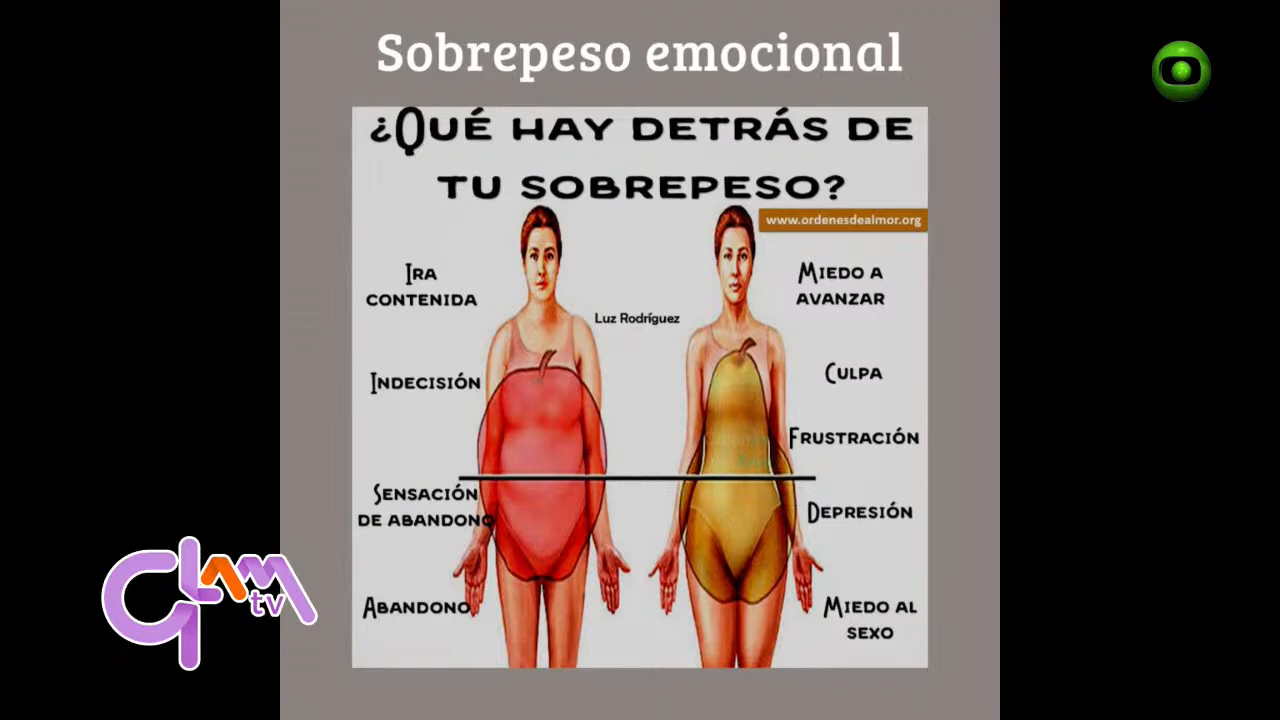 Sobrepeso emocional
¿QUÉ HAY DETRÁS DE
TU SOBREPESO?
www.ordenesdealmor.org
IRA
CONTENIDA
MIEDO A
AVANZAR
Luz Rodríguez
INDECISIÓN
CULPA
FRUSTRACIÓN
SENSACIÓN
DE ABANDONO
DEPRESIÓN
ABANDONO
MIEDO AL
SEXO
GLAM
tv